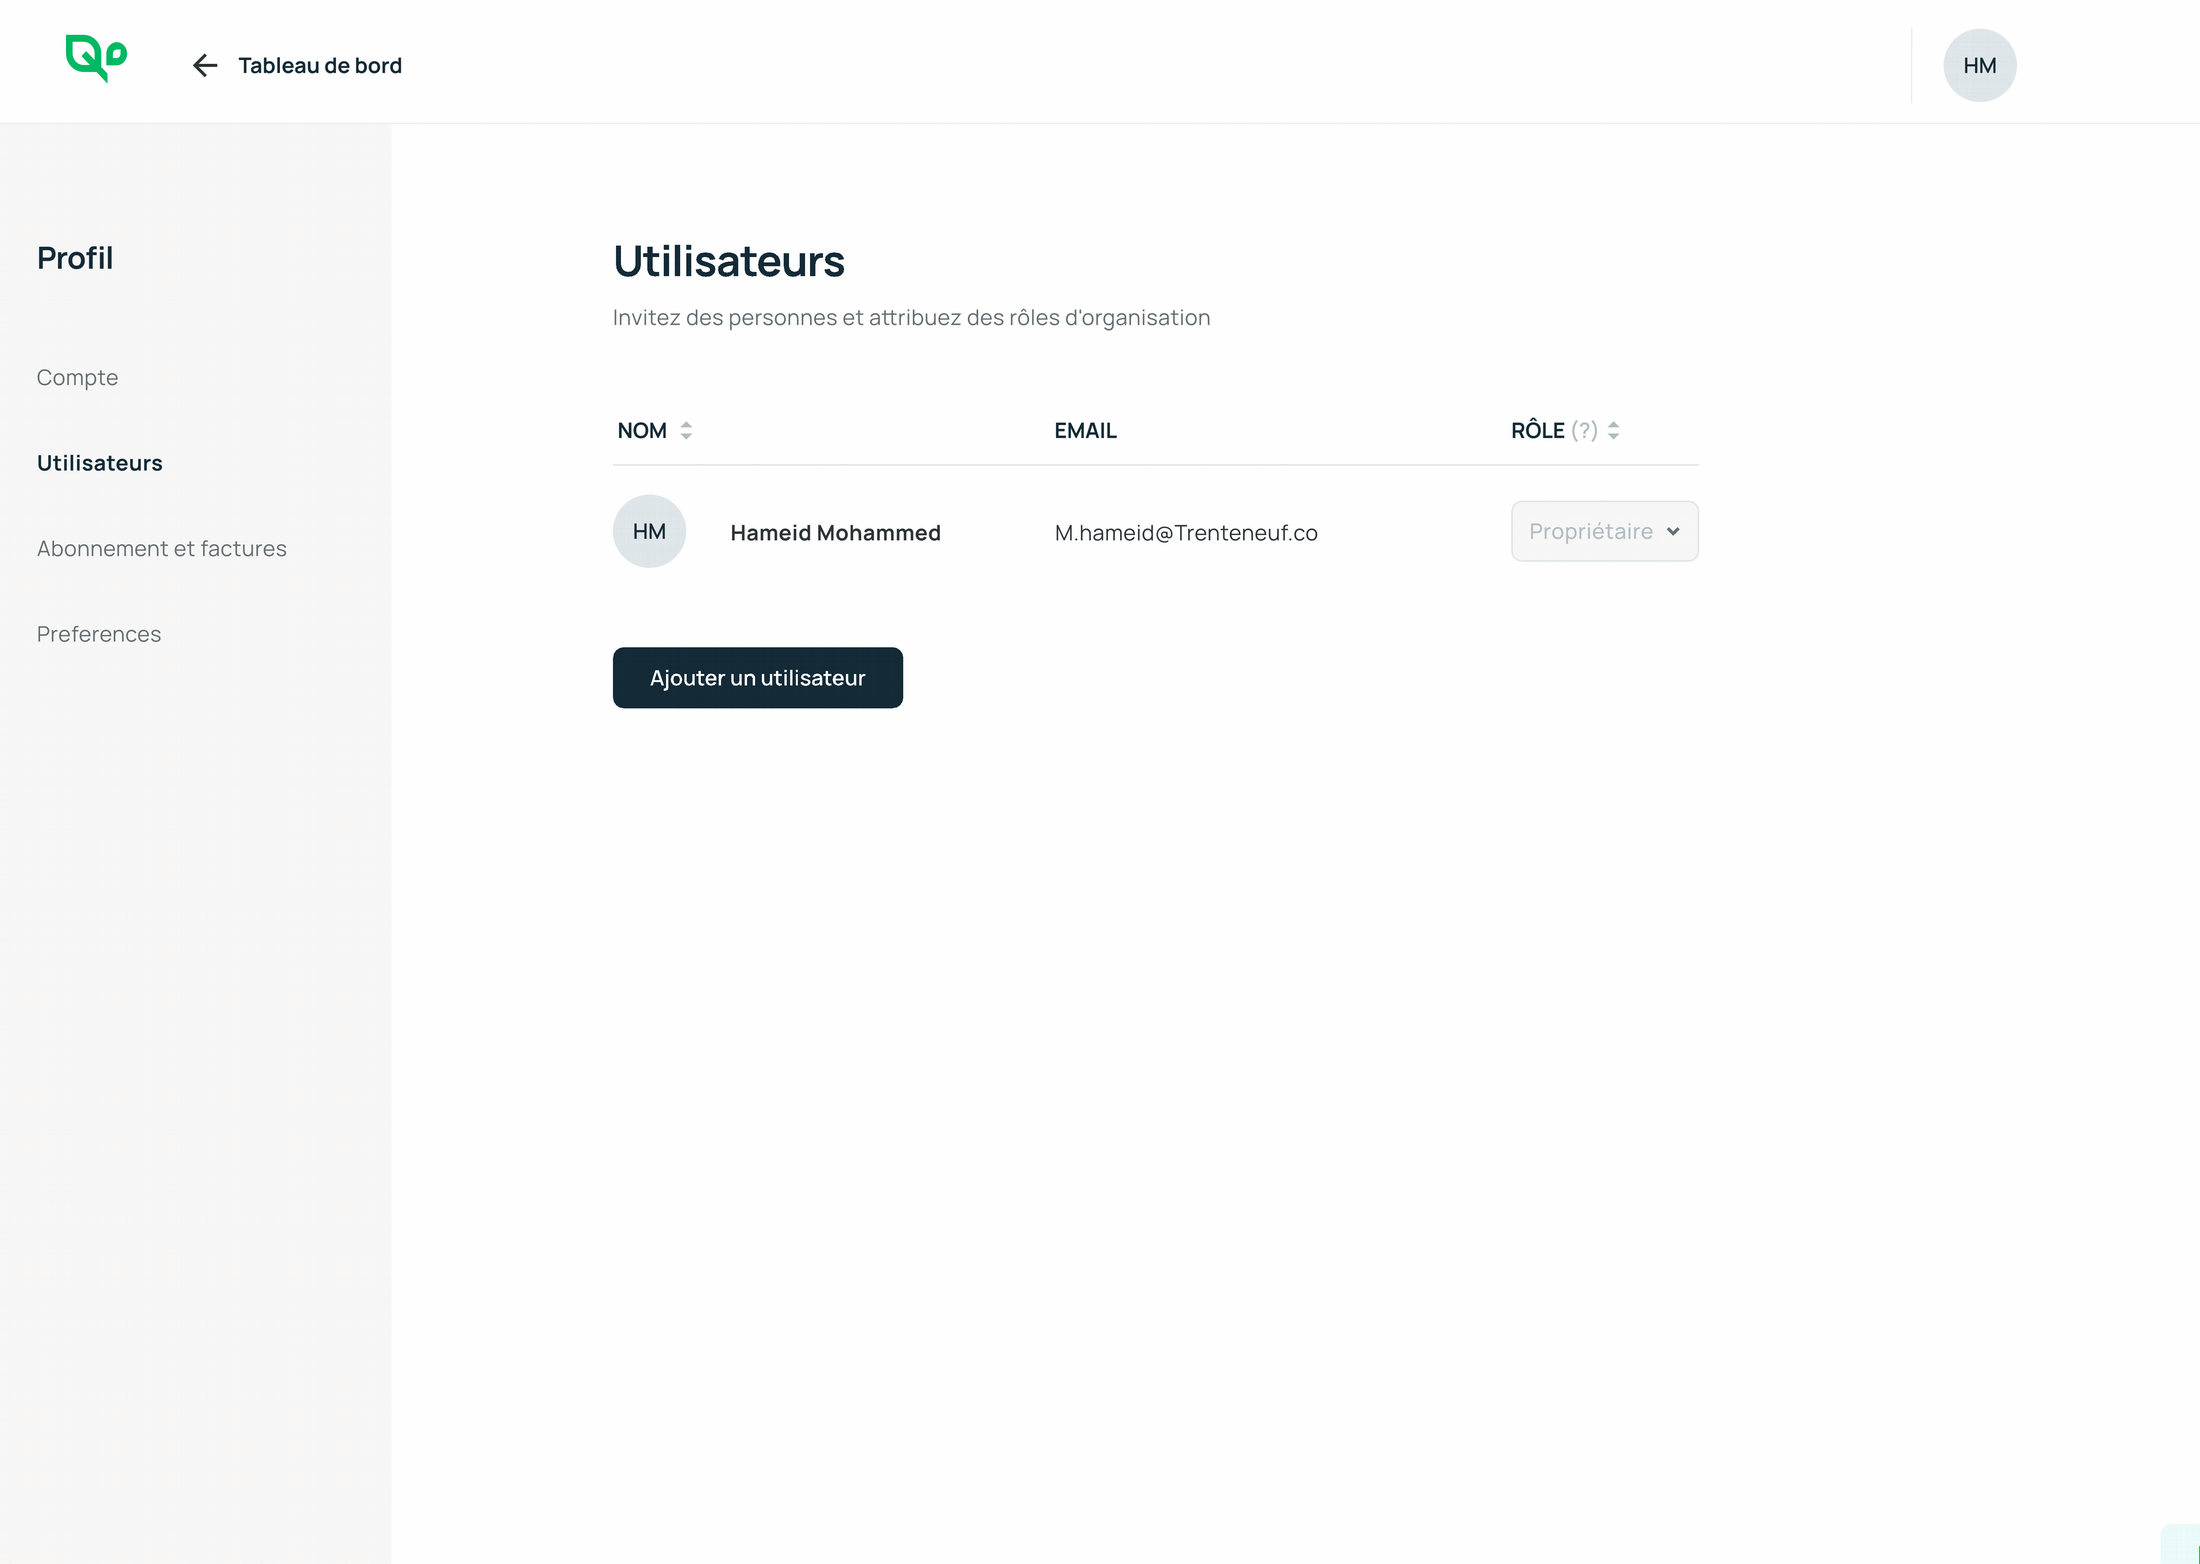 Tableau de bord
HM
Profil
Compte
Utilisateurs
Abonnement et factures
Preferences
Utilisateurs
Invitez des personnes et attribuez des rôles d'organisation
NOM EMAIL RÔLE (?)
HM Hameid Mohammed M.hameid@Trenteneuf.co Propriétaire
Ajouter un utilisateur